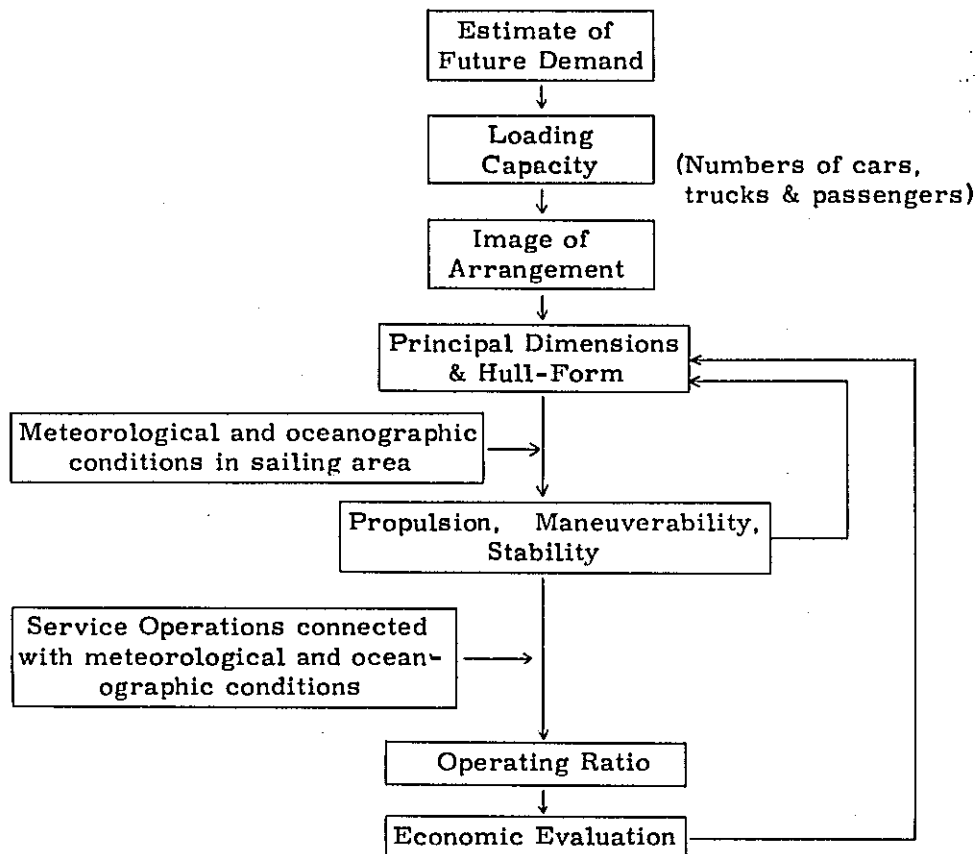 Estimate of
Future Demand
Loading
Capacity
(Numbers of cars,
trucks & passengers)
Image of
Arrangement
Principal Dimensions
& Hull-Form
Meteorological and oceanographic
conditions in sailing area
Propulsion, Maneuverability,
Stability
Service Operations connected
with meteorological and ocean-
ographic conditions
Operating Ratio
Economic Evaluation